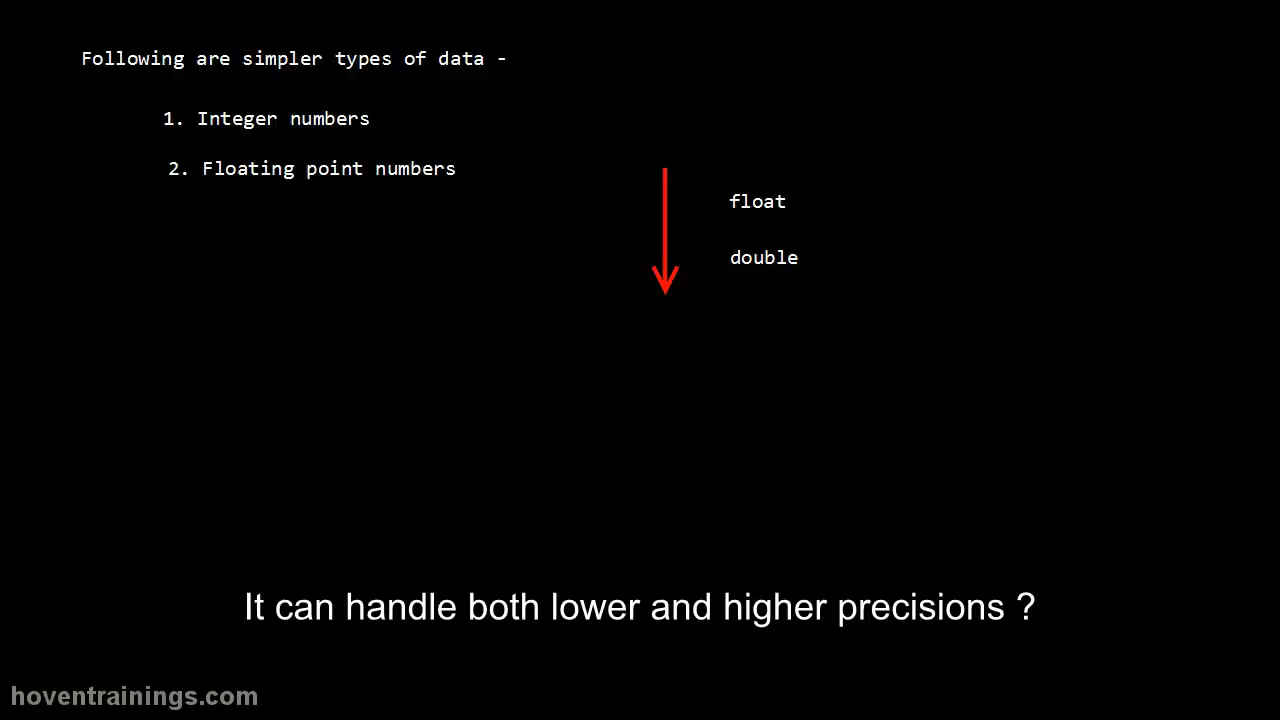 Following are simpler types of data -
1. Integer numbers
2. Floating point numbers
float
double
It can handle both lower and higher precisions ?
hoventrainings.com